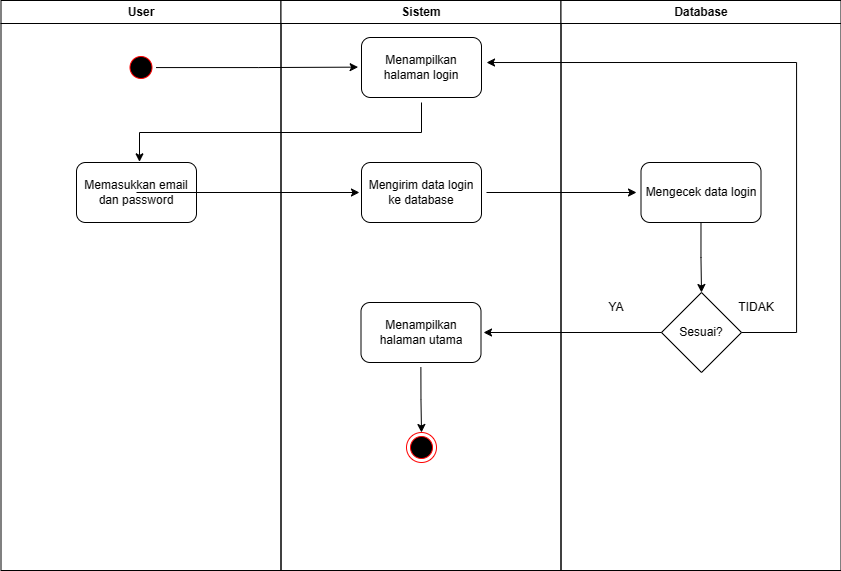 User
Sistem
Database
Menampilkan
halaman login
Memasukkan email
dan password
Mengirim data login
ke database
Mengecek data login
YA
TIDAK
Sesuai?
Menampilkan
halaman utama